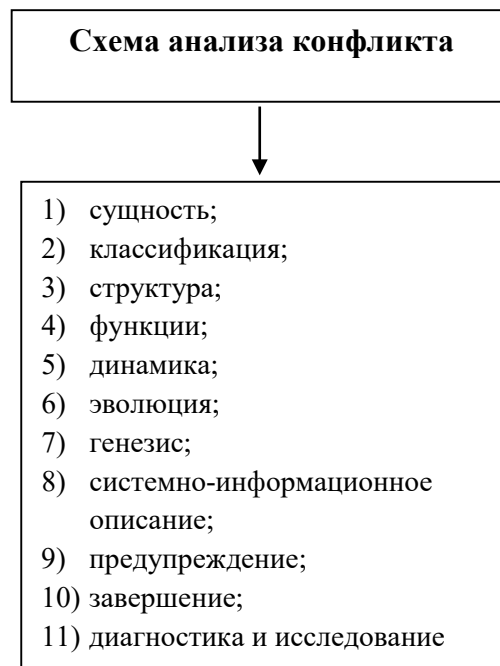 Схема анализа конфликта
1) сущность;
2) классификация;
3) структура;
4) функции;
5) динамика;
6) эволюция;
7) генезис;
8) системно-информационное
описание;
9) предупреждение;
10) завершение;
11) диагностика и исследование